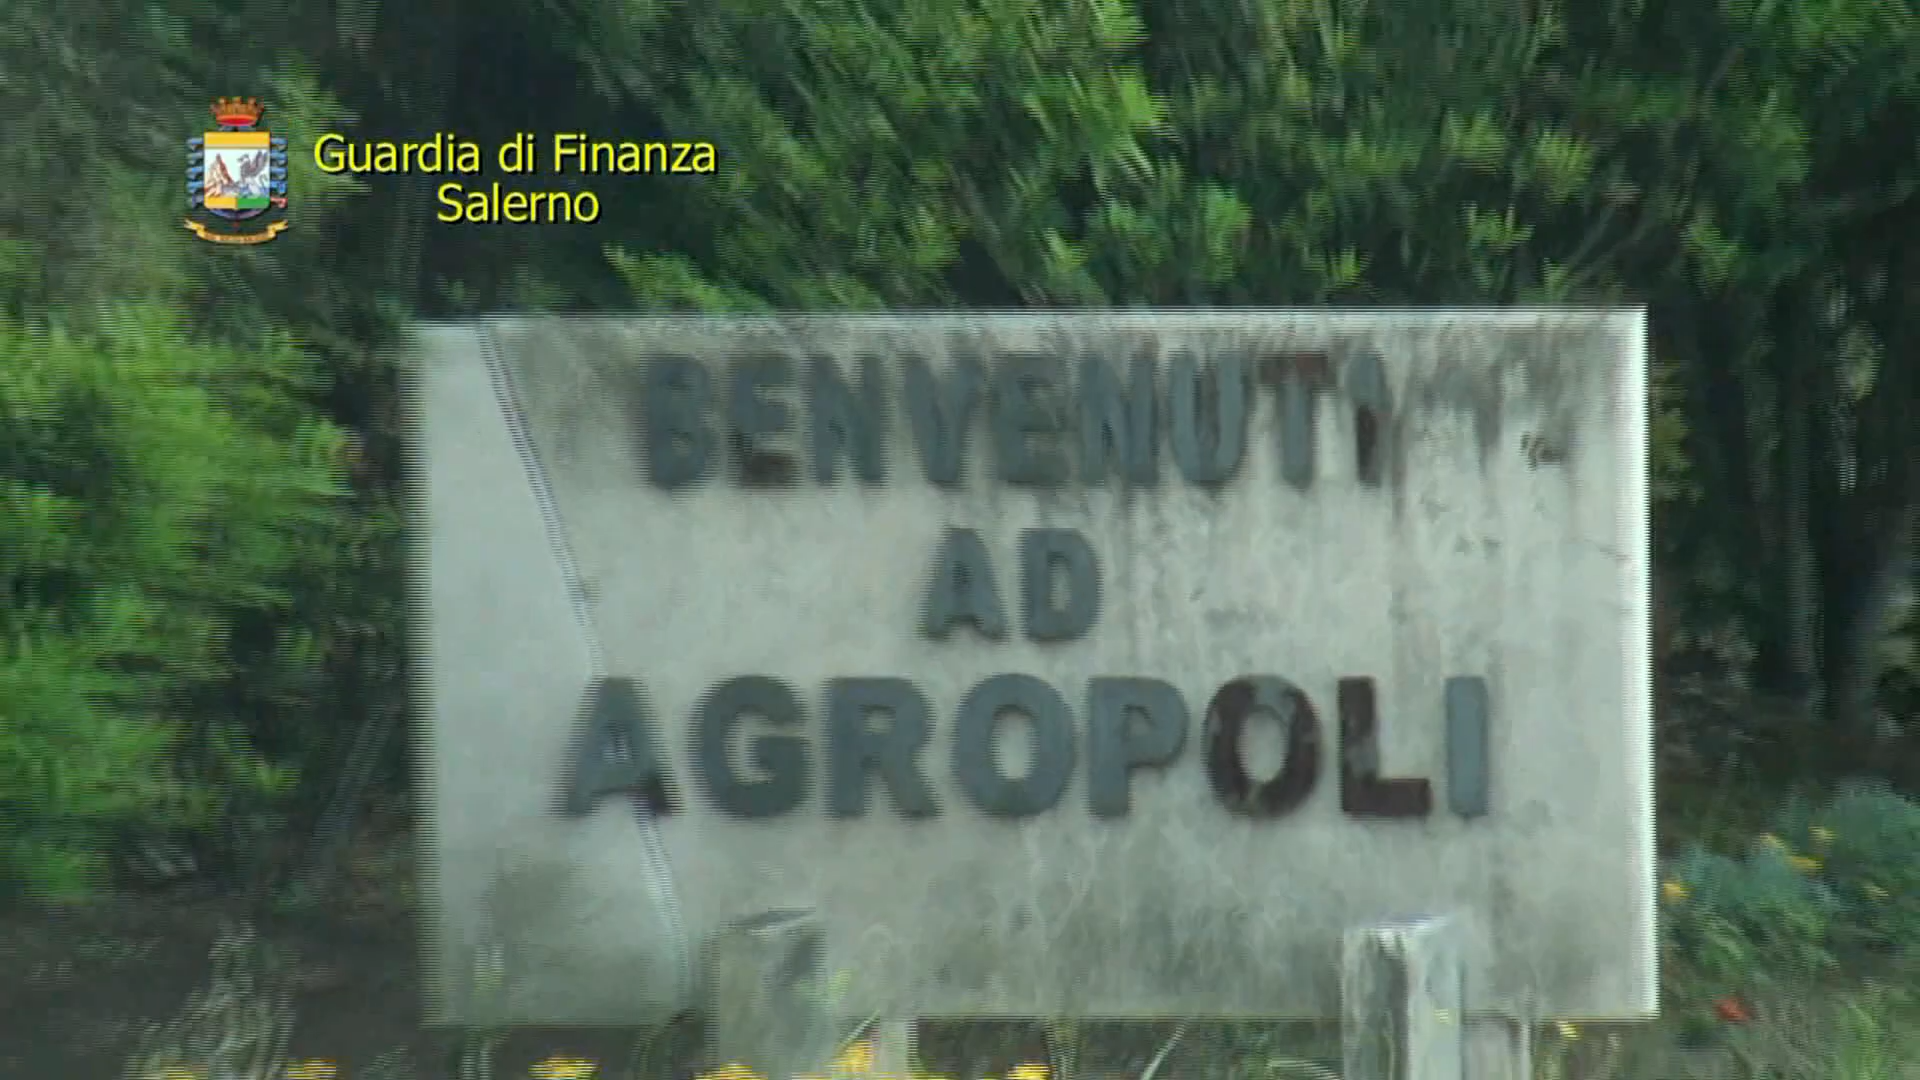 Guardia di Finanza
Salerno
BENVENUTI
AD
AGROPOLI